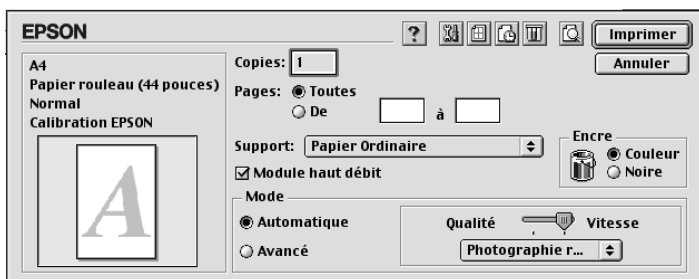 EPSON
?
Imprimer
Annuler
A4
Papier rouleau (44 pouces)
Normal
Calibration EPSON
A
Copies: 1
Pages: Toutes
De à
Support: Papier Ordinaire
Module haut débit
Encre
Couleur
Noire
Mode
Automatique
Avancé
Qualité Vitesse
Photographie r...